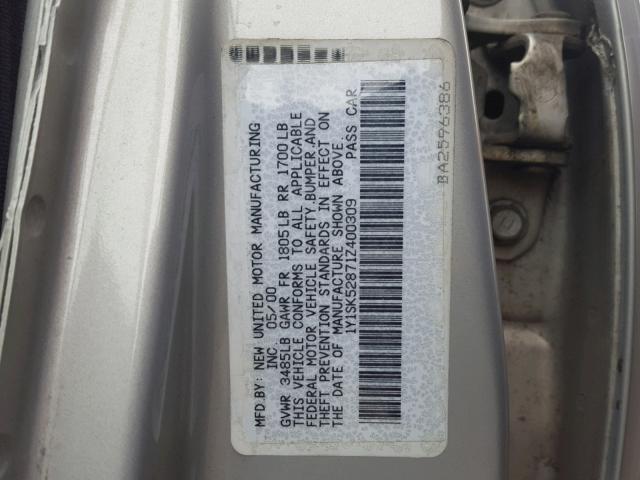 MFD.BY: NEW UNITED MOTOR MANUFACTURING
INC 05/00
GVWR 3485LB GAWR FR 1805LB RR 1700LB
THIS VEHICLE CONFORMS TO ALL APPLICABLE
FEDERAL MOTOR VEHICLE SAFETY,BUMPER,AND
THEFT PREVENTION STANDARDS IN EFFECT ON
THE DATE OF MANUFACTURE SHOWN ABOVE.
1Y1SK52871Z400309 PASS CAR
BA2596386